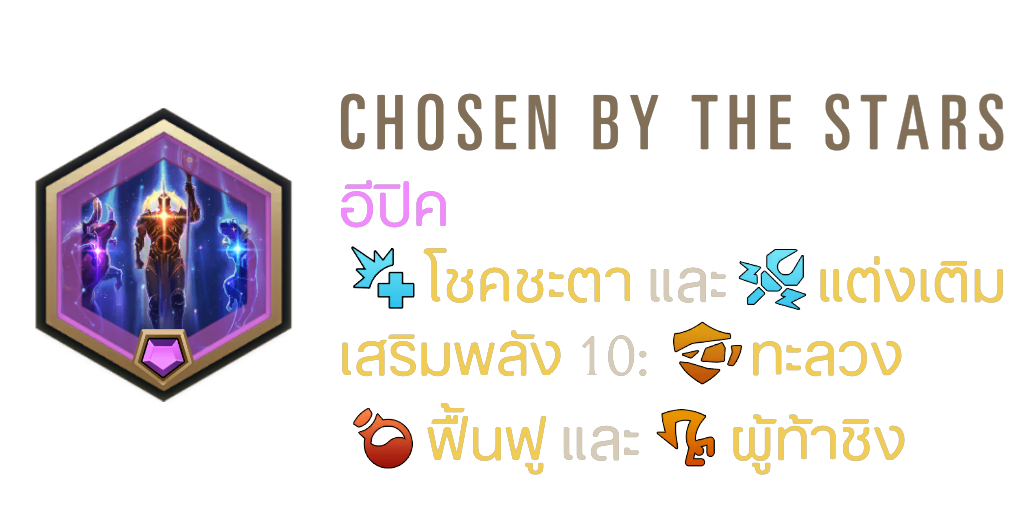 CHOSEN BY THE STARS
อีปิค
โชคชะตา และ แต่งเติม
เสริมพลัง 10: ทะลวง
ฟื้นฟู และ ผู้ท้าชิง